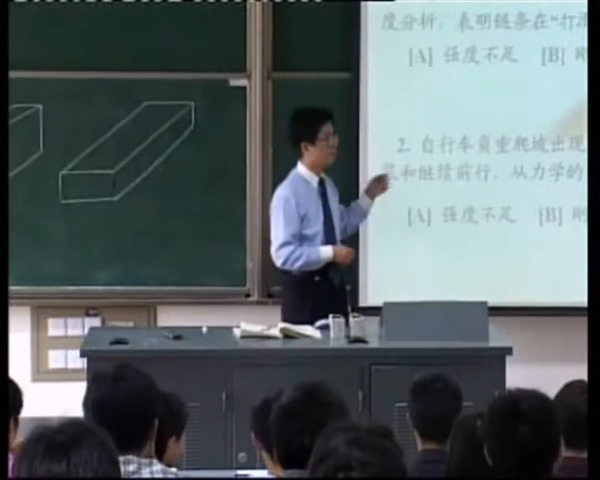 度分析，表明链条在“打滑
[A] 强度不足 [B] 刚
2. 自行车负重爬坡出现
和继续前行，从力学的
[A] 强度不足 [B] 刚